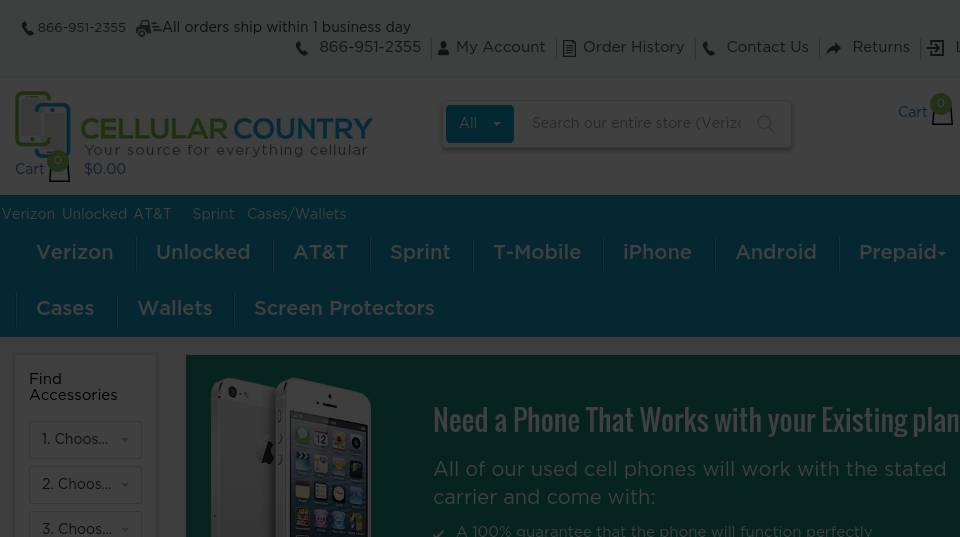 866-951-2355 All orders ship within 1 business day
866-951-2355 My Account Order History Contact Us Returns L
CELLULAR COUNTRY
Your source for everything cellular
All Search our entire store (Verizo
Cart 0
Cart 0 $0.00
Verizon Unlocked AT&T Sprint Cases/Wallets
Verizon Unlocked AT&T Sprint T-Mobile iPhone Android Prepaid
Cases Wallets Screen Protectors
Find
Accessories
1. Choos...
2. Choos...
3. Choos...
Need a Phone That Works with your Existing plan
All of our used cell phones will work with the stated
carrier and come with:
A 100% guarantee that the phone will function perfectly